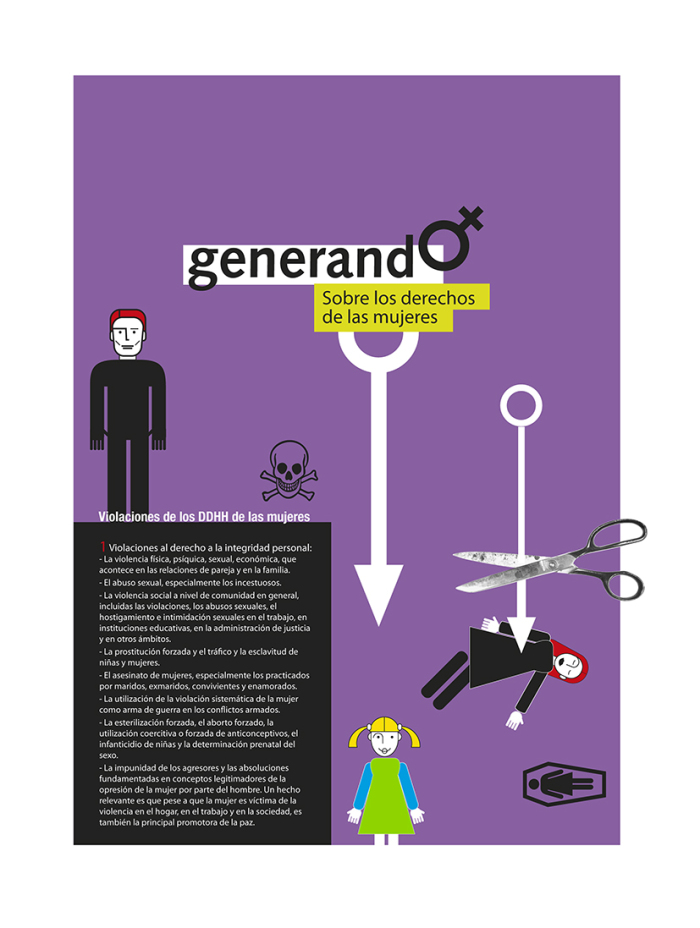 generando
Sobre los derechos
de las mujeres
Violaciones de los DDHH de las mujeres
1 Violaciones al derecho a la integridad personal:
- La violencia física, psíquica, sexual, económica, que
acontece en las relaciones de pareja y en la familia.
- El abuso sexual, especialmente los incestuosos.
- La violencia social a nivel de comunidad en general,
incluidas las violaciones, los abusos sexuales, el
hostigamiento e intimidación sexuales en el trabajo, en
instituciones educativas, en la administración de justicia
y en otros ámbitos.
- La prostitución forzada y el tráfico y la esclavitud de
niñas y mujeres.
- El asesinato de mujeres, especialmente los practicados
por maridos, exmaridos, convivientes y enamorados.
- La utilización de la violación sistemática de la mujer
como arma de guerra en los conflictos armados.
- La esterilización forzada, el aborto forzado, la
utilización coercitiva o forzada de anticonceptivos, el
infanticidio de niñas y la determinación prenatal del
sexo.
- La impunidad de los agresores y las absoluciones
fundamentadas en conceptos legitimadores de la
opresión de la mujer por parte del hombre. Un hecho
relevante es que pese a que la mujer es víctima de la
violencia en el hogar, en el trabajo y en la sociedad, es
también la principal promotora de la paz.